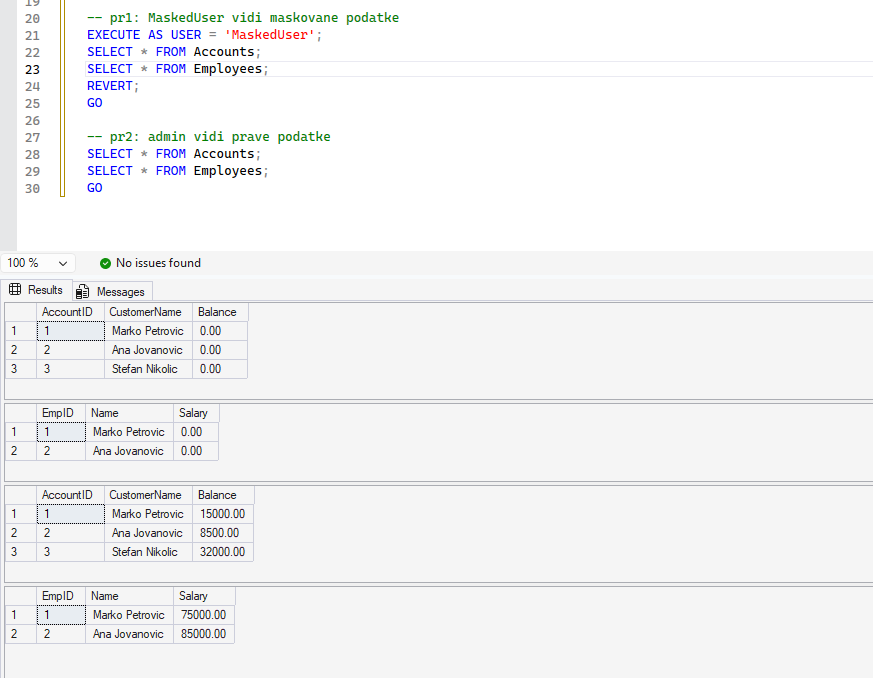 19
20 -- pr1: MaskedUser vidi maskovane podatke
21 EXECUTE AS USER = 'MaskedUser';
22 SELECT * FROM Accounts;
23 SELECT * FROM Employees;
24 REVERT;
25 GO
26
27 -- pr2: admin vidi prave podatke
28 SELECT * FROM Accounts;
29 SELECT * FROM Employees;
30 GO
100 % No issues found
Results Messages
AccountID CustomerName Balance
1 1 Marko Petrovic 0.00
2 2 Ana Jovanovic 0.00
3 3 Stefan Nikolic 0.00
EmpID Name Salary
1 1 Marko Petrovic 0.00
2 2 Ana Jovanovic 0.00
AccountID CustomerName Balance
1 1 Marko Petrovic 15000.00
2 2 Ana Jovanovic 8500.00
3 3 Stefan Nikolic 32000.00
EmpID Name Salary
1 1 Marko Petrovic 75000.00
2 2 Ana Jovanovic 85000.00